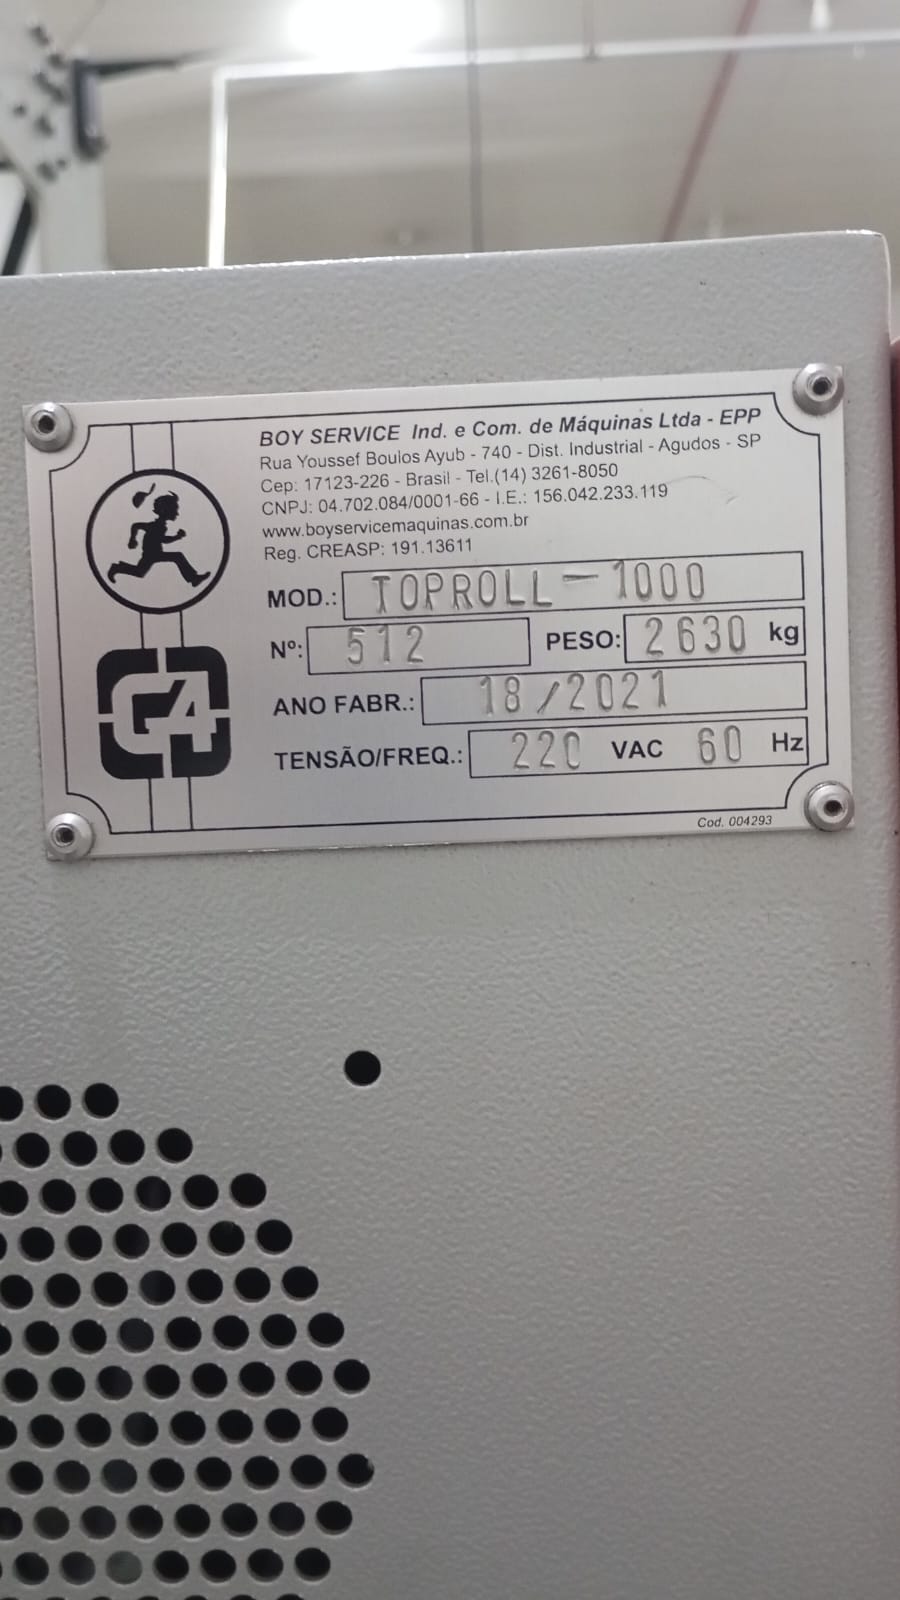 BOY SERVICE Ind. e Com. de Máquinas Ltda - EPP
Rua Youssef Boulos Ayub - 740 - Dist. Industrial - Agudos - SP
Cep: 17123-226 - Brasil - Tel.(14) 3261-8050
CNPJ: 04.702.084/0001-66 - I.E.: 156.042.233.119
www.boyservicemaquinas.com.br
Reg. CREASP: 191.13611
MOD.: TOPROLL-1000
Nº: 512 PESO: 2630 kg
ANO FABR.: 18/2021
TENSÃO/FREQ.: 220 VAC 60 Hz
G4
Cod. 004293